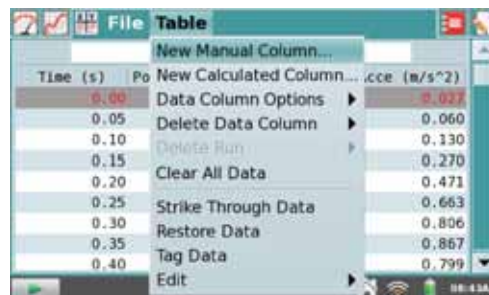 File Table
New Manual Column...
New Calculated Column...
Time (s) Po cce (m/s^2)
Data Column Options
0.00 0.027
Delete Data Column
0.05 0.060
Delete Run
0.10 0.130
Clear All Data
0.15 0.270
0.20 0.471
Strike Through Data
0.25 0.663
Restore Data
0.30 0.806
Tag Data
0.35 0.867
Edit
0.40 0.799